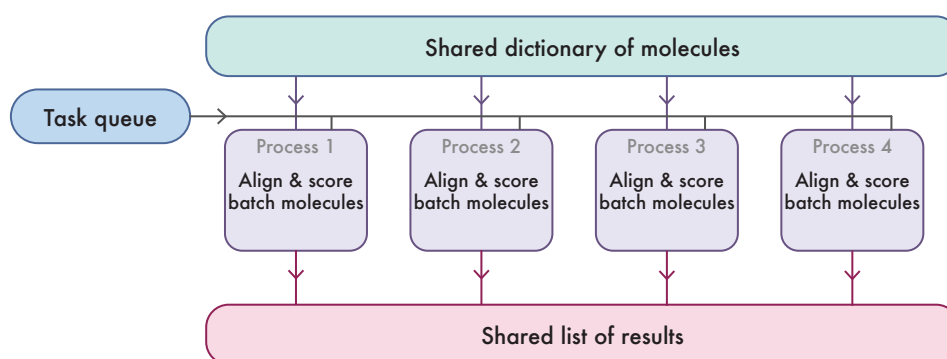 Shared dictionary of molecules
Task queue
Process 1
Align & score
batch molecules
Process 2
Align & score
batch molecules
Process 3
Align & score
batch molecules
Process 4
Align & score
batch molecules
Shared list of results